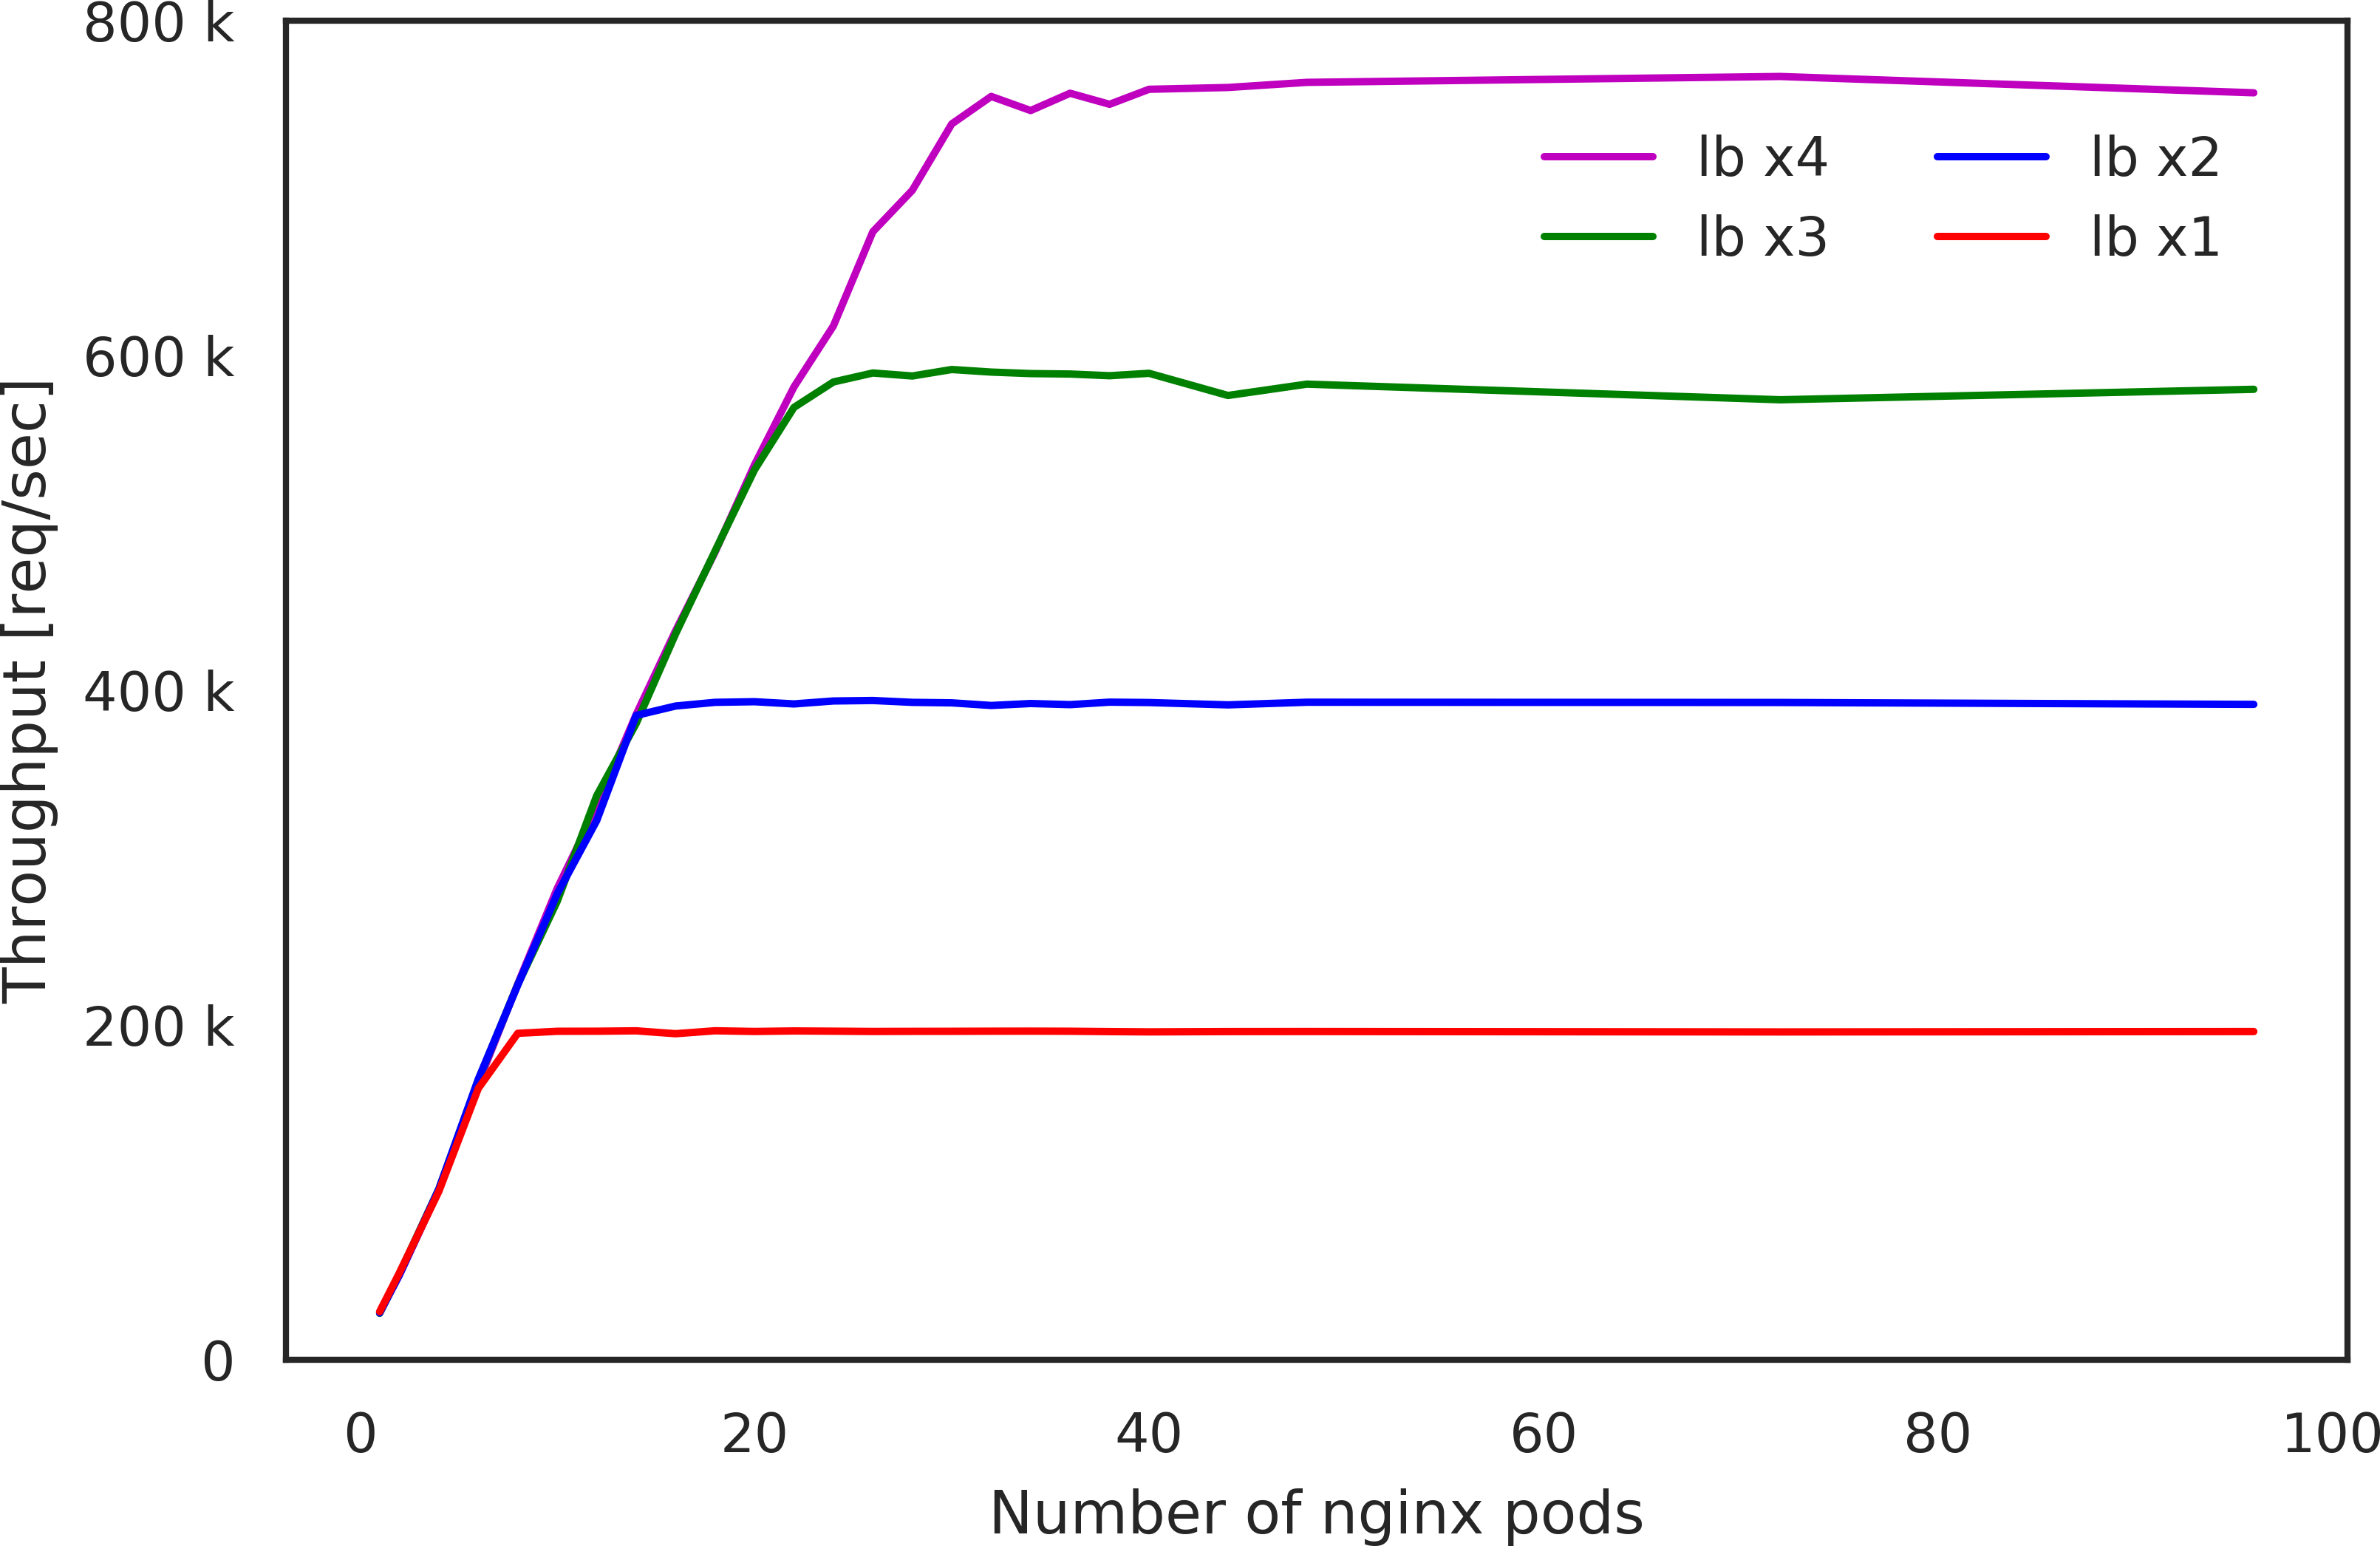 800 k
600 k
400 k
200 k
0
Throughput [req/sec]
lb x4
lb x3
lb x2
lb x1
0 20 40 60 80 100
Number of nginx pods